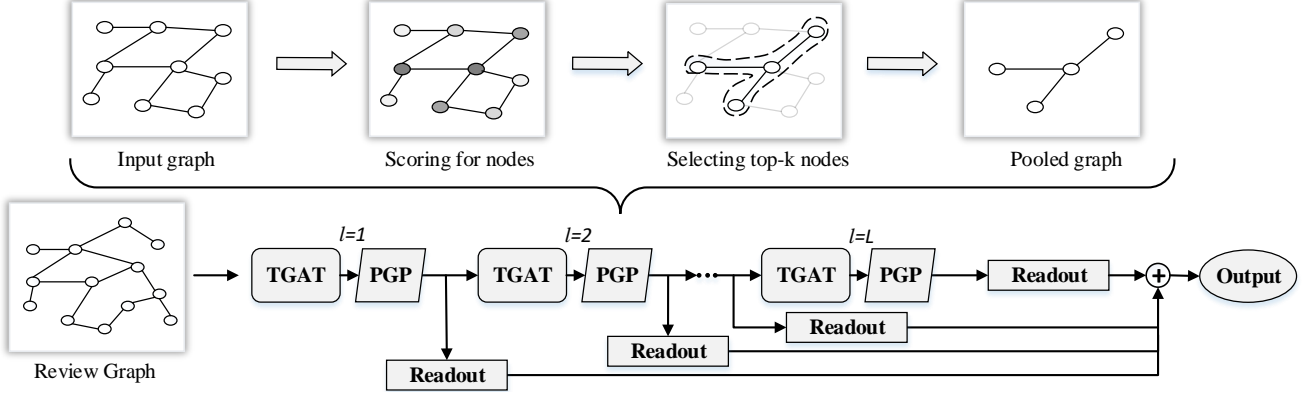 Input graph
Scoring for nodes
Selecting top-k nodes
Pooled graph
l=1
l=2
l=L
TGAT
PGP
TGAT
PGP
...
TGAT
PGP
Readout
+
Output
Readout
Readout
Readout
Review Graph